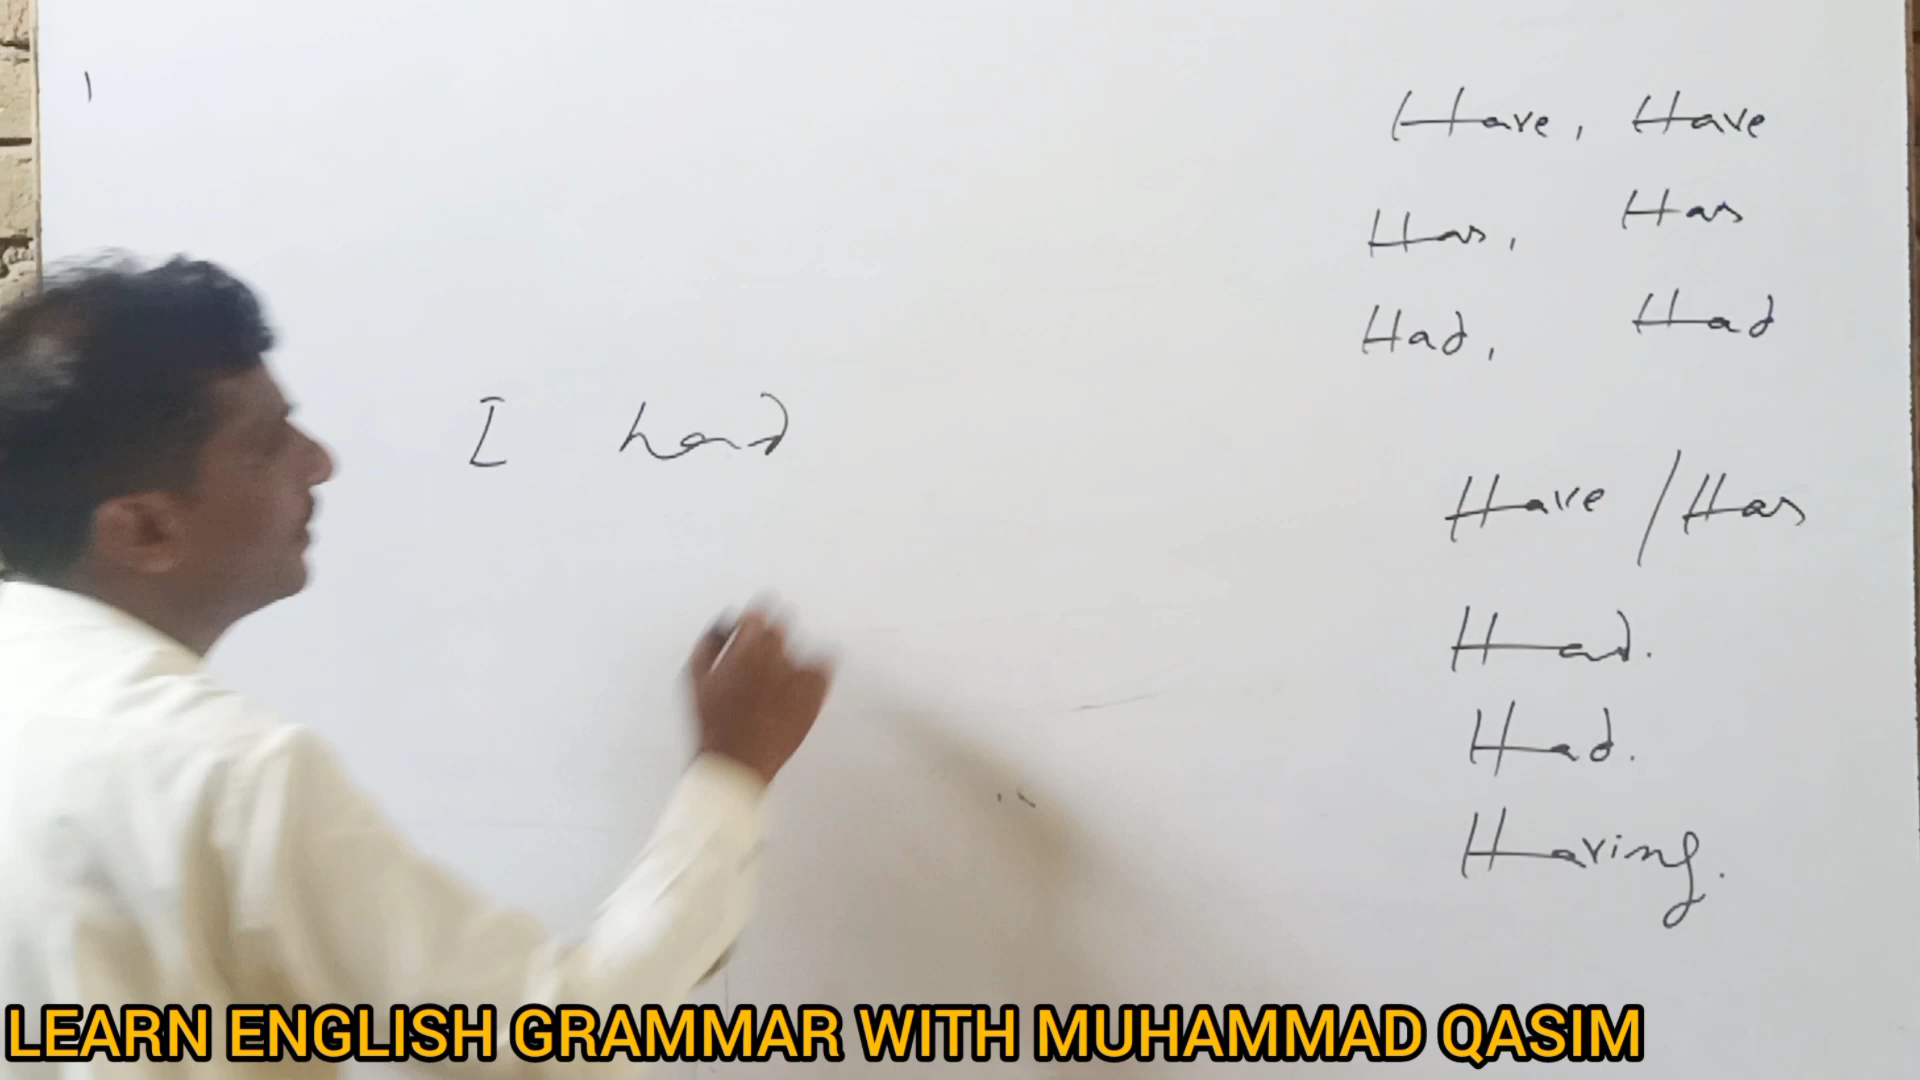 Have, Have
Has, Has
Had, Had
I had
Have / Has
Had.
Had.
Having.
LEARN ENGLISH GRAMMAR WITH MUHAMMAD QASIM